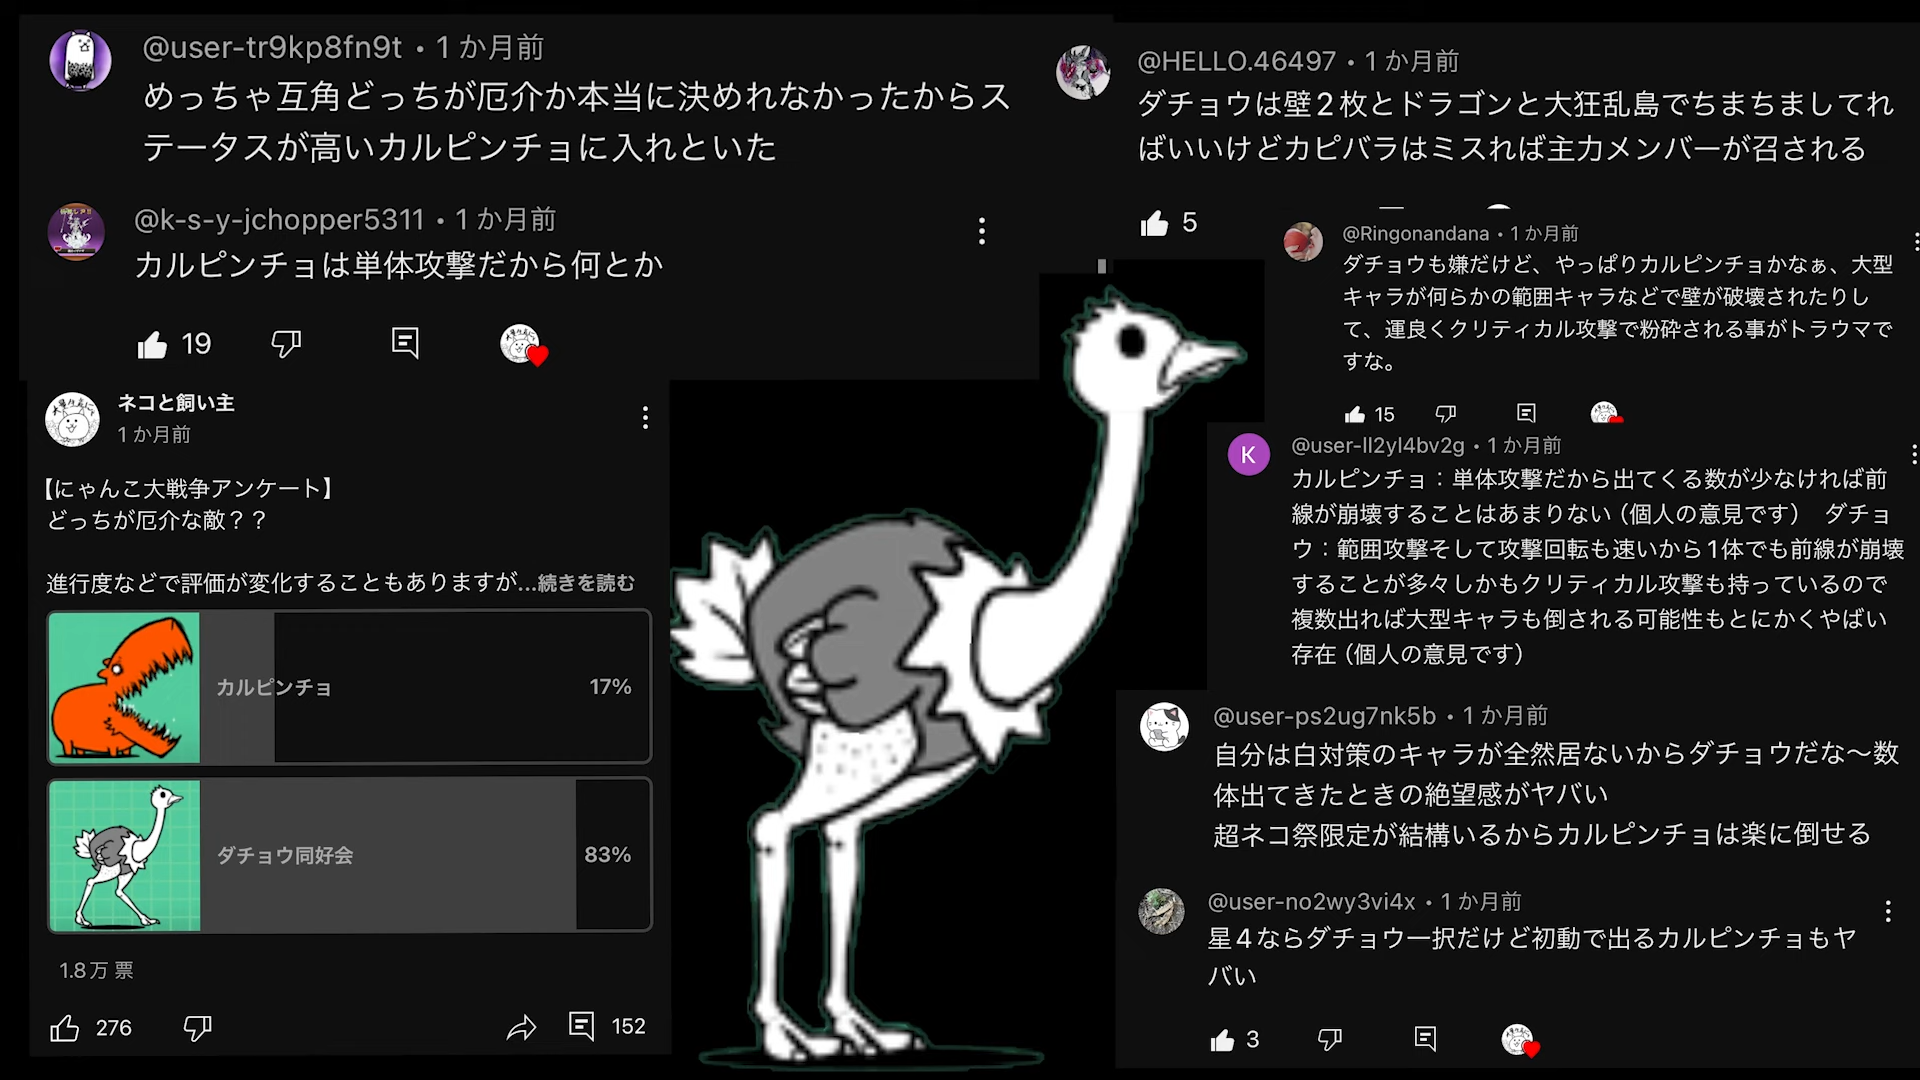 @user-tr9kp8fn9t・1 か月前
めっちゃ互角どっちが厄介か本当に決めれなかったからス
テータスが高いカルピンチョに入れといた
@k-s-y-jchopper5311・1 か月前
カルピンチョは単体攻撃だから何とか
19
ネコと飼い主
1 か月前
【にゃんこ大戦争アンケート】
どっちが厄介な敵？？
進行度などで評価が変化することもありますが...続きを読む
カルピンチョ
17%
ダチョウ同好会
83%
1.8万 票
276
152
@HELLO.46497・1 か月前
ダチョウは壁２枚とドラゴンと大狂乱島でちまちましてれ
ばいいけどカピバラはミスれば主力メンバーが召される
5
@Ringonandana・1 か月前
ダチョウも嫌だけど、やっぱりカルピンチョかなぁ、大型
キャラが何らかの範囲キャラなどで壁が破壊されたりし
て、運良くクリティカル攻撃で粉砕される事がトラウマで
すな。
15
K
@user-ll2yl4bv2g・1 か月前
カルピンチョ：単体攻撃だから出てくる数が少なければ前
線が崩壊することはあまりない（個人の意見です）　ダチョ
ウ：範囲攻撃そして攻撃回転も速いから1体でも前線が崩壊
することが多々しかもクリティカル攻撃も持っているので
複数出れば大型キャラも倒される可能性もとにかくやばい
存在（個人の意見です）
@user-ps2ug7nk5b・1 か月前
自分は白対策のキャラが全然居ないからダチョウだな〜数
体出てきたときの絶望感がヤバい
超ネコ祭限定が結構いるからカルピンチョは楽に倒せる
@user-no2wy3vi4x・1 か月前
星４ならダチョウ一択だけど初動で出るカルピンチョもヤ
バい
3